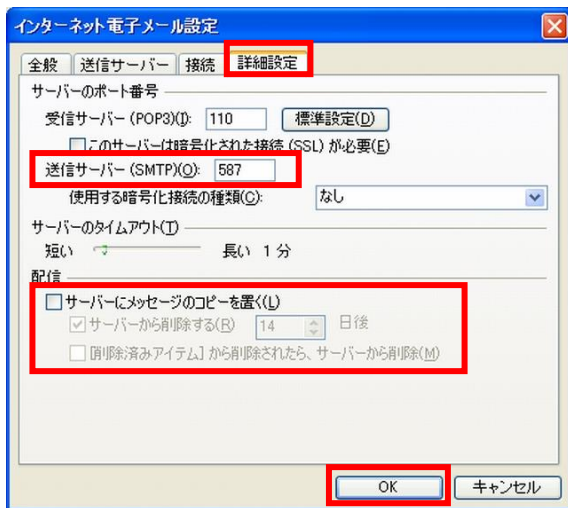 インターネット電子メール設定
全般 送信サーバー 接続 詳細設定
サーバーのポート番号
受信サーバー (POP3)(I): 110 標準設定(D)
このサーバーは暗号化された接続 (SSL) が必要(E)
送信サーバー (SMTP)(O): 587
使用する暗号化接続の種類(C): なし
サーバーのタイムアウト(T)
短い 長い 1 分
配信
サーバーにメッセージのコピーを置く(L)
サーバーから削除する(R) 14 日後
[削除済みアイテム] から削除されたら、サーバーから削除(M)
OK キャンセル